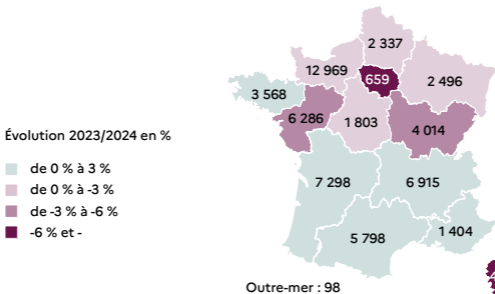 2 337
12 969
659
2 496
3 568
6 286
1 803
4 014
Évolution 2023/2024 en %
de 0 % à 3 %
de 0 % à -3 %
de -3 % à -6 %
-6 % et -
7 298
6 915
1 404
5 798
Outre-mer : 98